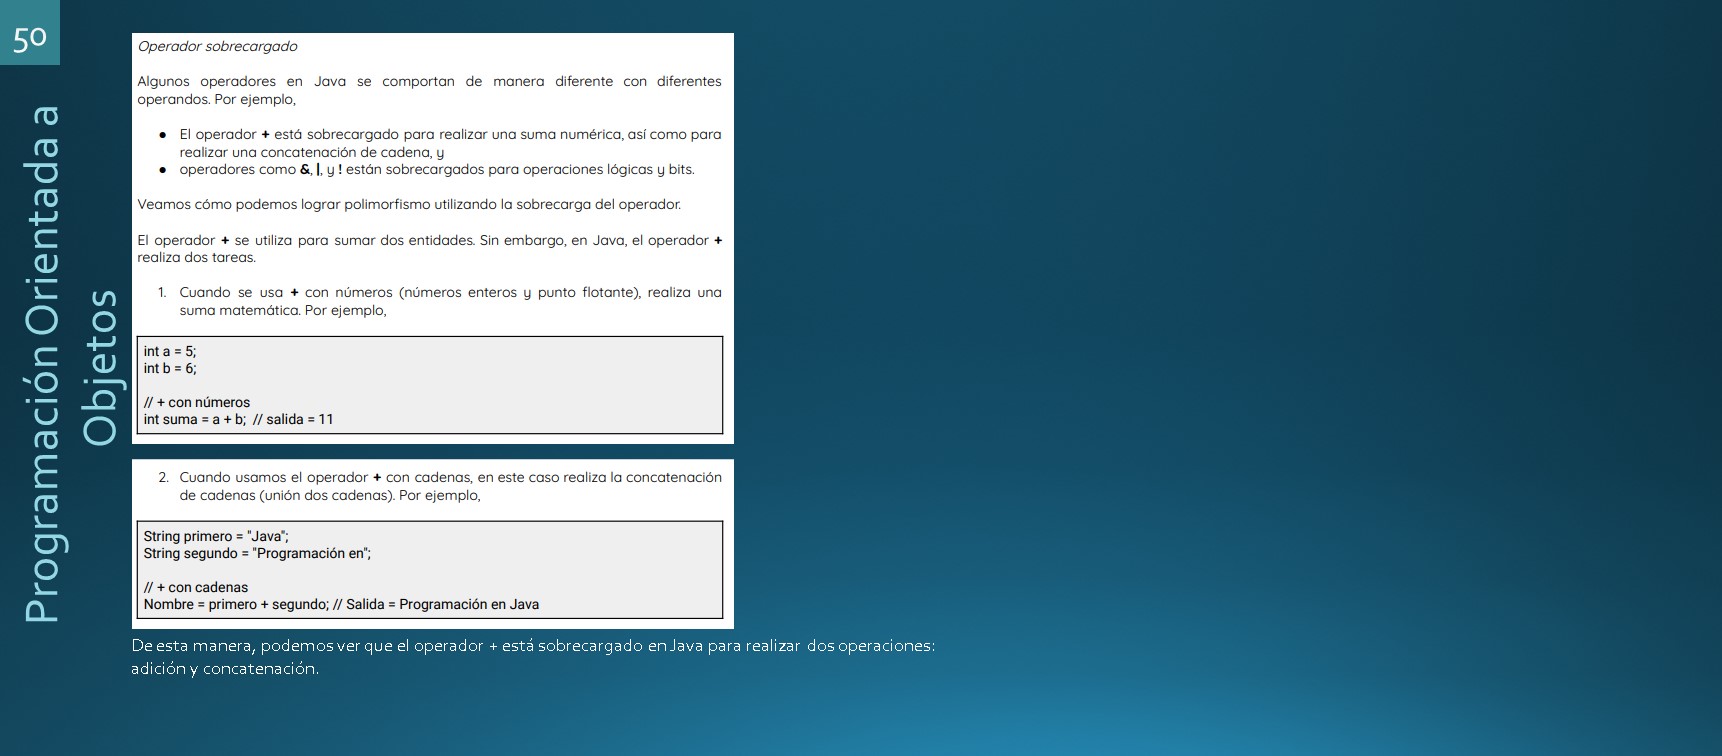 50
Programación Orientada a
Objetos
Operador sobrecargado
Algunos operadores en Java se comportan de manera diferente con diferentes
operandos. Por ejemplo,
● El operador + está sobrecargado para realizar una suma numérica, así como para
realizar una concatenación de cadena, y
● operadores como &, |, y ! están sobrecargados para operaciones lógicas y bits.
Veamos cómo podemos lograr polimorfismo utilizando la sobrecarga del operador.
El operador + se utiliza para sumar dos entidades. Sin embargo, en Java, el operador +
realiza dos tareas.
1. Cuando se usa + con números (números enteros y punto flotante), realiza una
suma matemática. Por ejemplo,
int a = 5;
int b = 6;
// + con números
int suma = a + b; // salida = 11
2. Cuando usamos el operador + con cadenas, en este caso realiza la concatenación
de cadenas (unión dos cadenas). Por ejemplo,
String primero = "Java";
String segundo = "Programación en";
// + con cadenas
Nombre = primero + segundo; // Salida = Programación en Java
De esta manera, podemos ver que el operador + está sobrecargado en Java para realizar dos operaciones:
adición y concatenación.